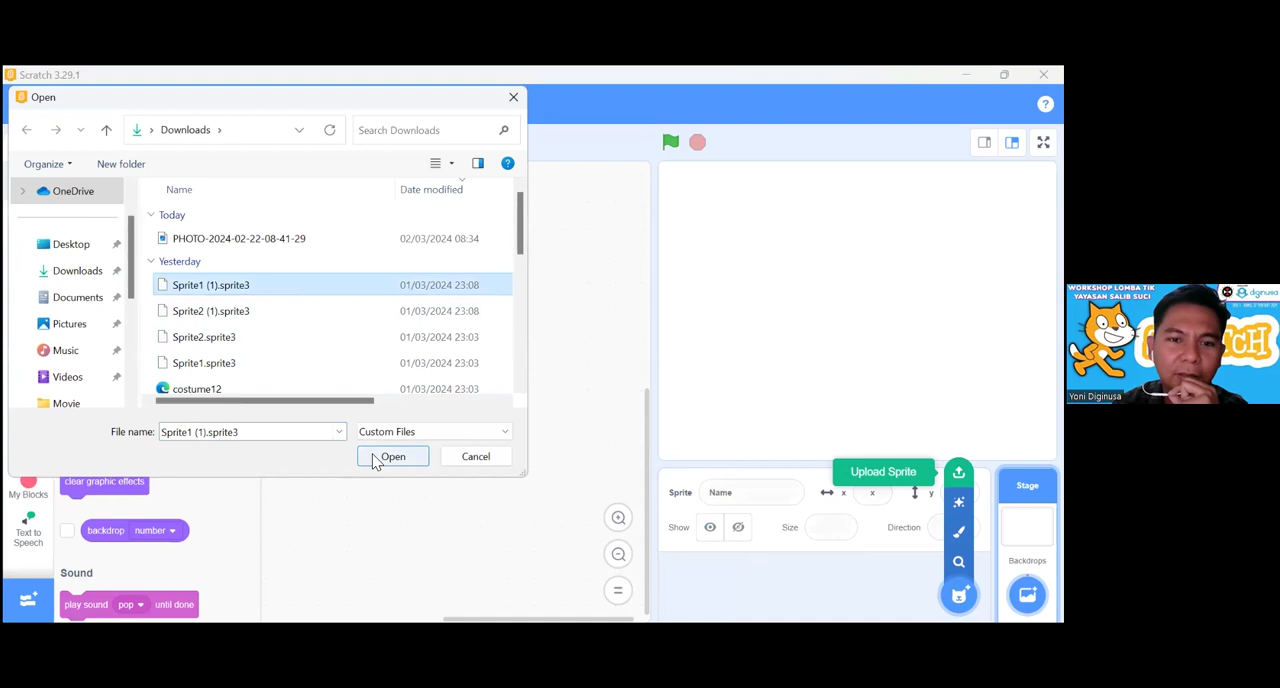 Scratch 3.29.1
Open
Downloads
Search Downloads
Organize
New folder
OneDrive
Desktop
Downloads
Documents
Pictures
Music
Videos
Movie
Name
Date modified
Today
PHOTO-2024-02-22-08-41-29 02/03/2024 08:34
Yesterday
Sprite1 (1).sprite3 01/03/2024 23:08
Sprite2 (1).sprite3 01/03/2024 23:08
Sprite2.sprite3 01/03/2024 23:03
Sprite1.sprite3 01/03/2024 23:03
costume12 01/03/2024 23:03
File name: Sprite1 (1).sprite3
Custom Files
Open
Cancel
My Blocks
Text to
Speech
clear graphic effects
backdrop number
Sound
play sound pop until done
Upload Sprite
Sprite Name x x y
Show Size Direction
Stage
Backdrops
WORKSHOP LOMBA TIK
YAYASAN SALIB SUCI
diginusa
Yoni Diginusa